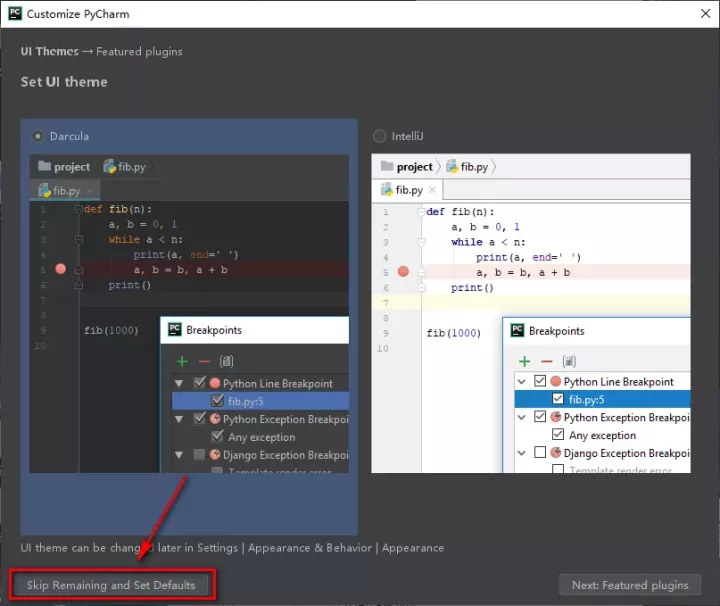 PC Customize PyCharm
UI Themes → Featured plugins
Set UI theme
Darcula
project fib.py
fib.py
1 def fib(n):
2 a, b = 0, 1
3 while a < n:
4 print(a, end=' ')
5 a, b = b, a + b
6 print()
7
8
9 fib(1000)
10
PC Breakpoints
Python Line Breakpoint
fib.py:5
Python Exception Breakpoi
Any exception
Django Exception Breakpoi
Template render error
IntelliJ
project fib.py
fib.py
1 def fib(n):
2 a, b = 0, 1
3 while a < n:
4 print(a, end=' ')
5 a, b = b, a + b
6 print()
7
8
9 fib(1000)
10
PC Breakpoints
Python Line Breakpoint
fib.py:5
Python Exception Breakpoi
Any exception
Django Exception Breakpoi
Template render error
UI theme can be changed later in Settings | Appearance & Behavior | Appearance
Skip Remaining and Set Defaults
Next: Featured plugins